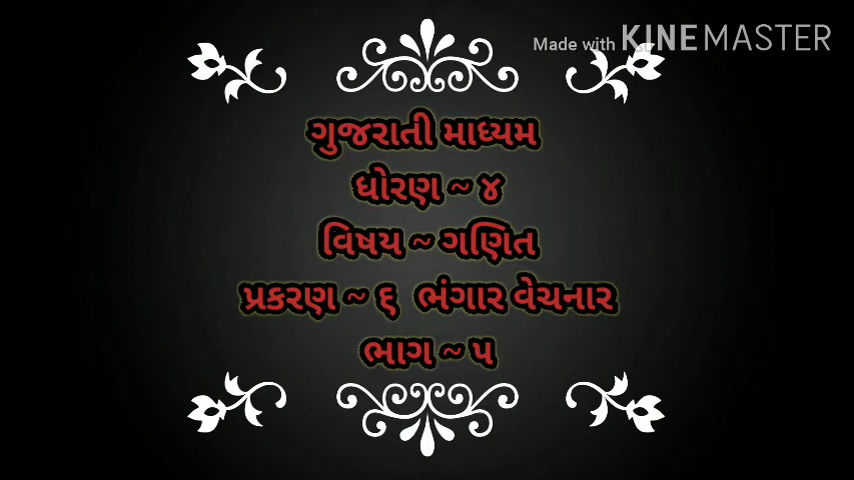 Made with KINEMASTER
ગુજરાતી માધ્યમ
ધોરણ ~ ૪
વિષય ~ ગણિત
પ્રકરણ ~ ૬ ભંગાર વેચનાર
ભાગ ~ ૫